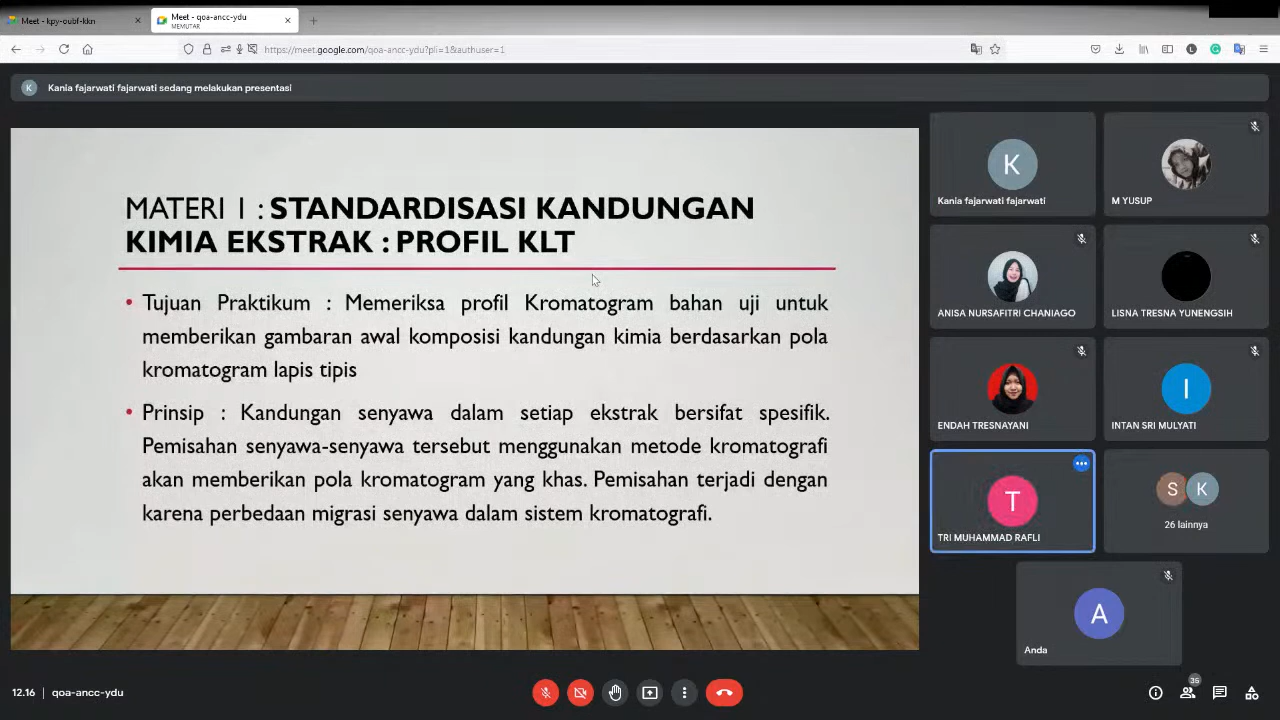 Meet - kpy-oubf-kkn
Meet - qoa-ancc-ydu
MEMUTAR
https://meet.google.com/qoa-ancc-ydu?pli=1&authuser=1
K Kania fajarwati fajarwati sedang melakukan presentasi
MATERI 1 : STANDARDISASI KANDUNGAN
KIMIA EKSTRAK : PROFIL KLT
• Tujuan Praktikum : Memeriksa profil Kromatogram bahan uji untuk
memberikan gambaran awal komposisi kandungan kimia berdasarkan pola
kromatogram lapis tipis
• Prinsip : Kandungan senyawa dalam setiap ekstrak bersifat spesifik.
Pemisahan senyawa-senyawa tersebut menggunakan metode kromatografi
akan memberikan pola kromatogram yang khas. Pemisahan terjadi dengan
karena perbedaan migrasi senyawa dalam sistem kromatografi.
K
Kania fajarwati fajarwati
M YUSUP
ANISA NURSAFITRI CHANIAGO
LISNA TRESNA YUNENGSIH
ENDAH TRESNAYANI
I
INTAN SRI MULYATI
T
TRI MUHAMMAD RAFLI
S K
26 lainnya
A
Anda
12.16 | qoa-ancc-ydu
35